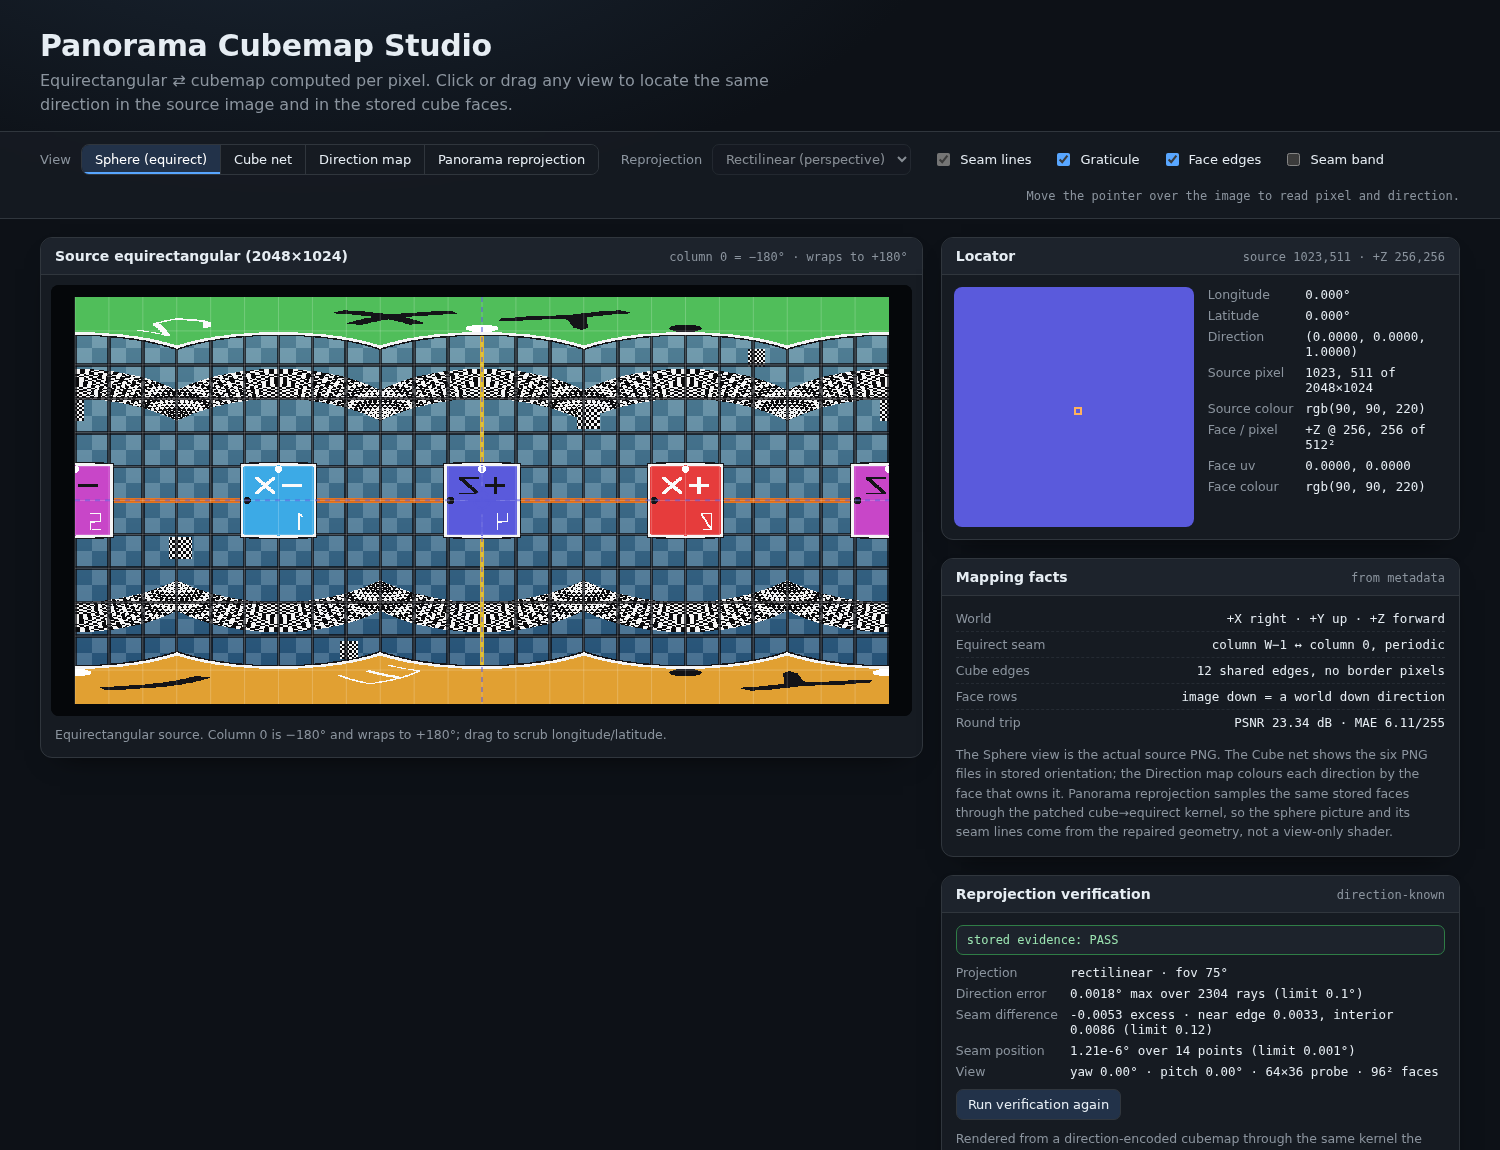 Panorama Cubemap Studio
Equirectangular ⇄ cubemap computed per pixel. Click or drag any view to locate the same
direction in the source image and in the stored cube faces.
View Sphere (equirect) Cube net Direction map Panorama reprojection Reprojection Rectilinear (perspective) Seam lines Graticule Face edges Seam band
Move the pointer over the image to read pixel and direction.
Source equirectangular (2048×1024) column 0 = −180° · wraps to +180°
Equirectangular source. Column 0 is −180° and wraps to +180°; drag to scrub longitude/latitude.
Locator source 1023,511 · +Z 256,256
Longitude 0.000°
Latitude 0.000°
Direction (0.0000, 0.0000,
1.0000)
Source pixel 1023, 511 of
2048×1024
Source colour rgb(90, 90, 220)
Face / pixel +Z @ 256, 256 of
512²
Face uv 0.0000, 0.0000
Face colour rgb(90, 90, 220)
Mapping facts from metadata
World +X right · +Y up · +Z forward
Equirect seam column W−1 ↔ column 0, periodic
Cube edges 12 shared edges, no border pixels
Face rows image down = a world down direction
Round trip PSNR 23.34 dB · MAE 6.11/255
The Sphere view is the actual source PNG. The Cube net shows the six PNG
files in stored orientation; the Direction map colours each direction by the
face that owns it. Panorama reprojection samples the same stored faces
through the patched cube→equirect kernel, so the sphere picture and its
seam lines come from the repaired geometry, not a view-only shader.
Reprojection verification direction-known
stored evidence: PASS
Projection rectilinear · fov 75°
Direction error 0.0018° max over 2304 rays (limit 0.1°)
Seam difference -0.0053 excess · near edge 0.0033, interior
0.0086 (limit 0.12)
Seam position 1.21e-6° over 14 points (limit 0.001°)
View yaw 0.00° · pitch 0.00° · 64×36 probe · 96² faces
Run verification again
Rendered from a direction-encoded cubemap through the same kernel the